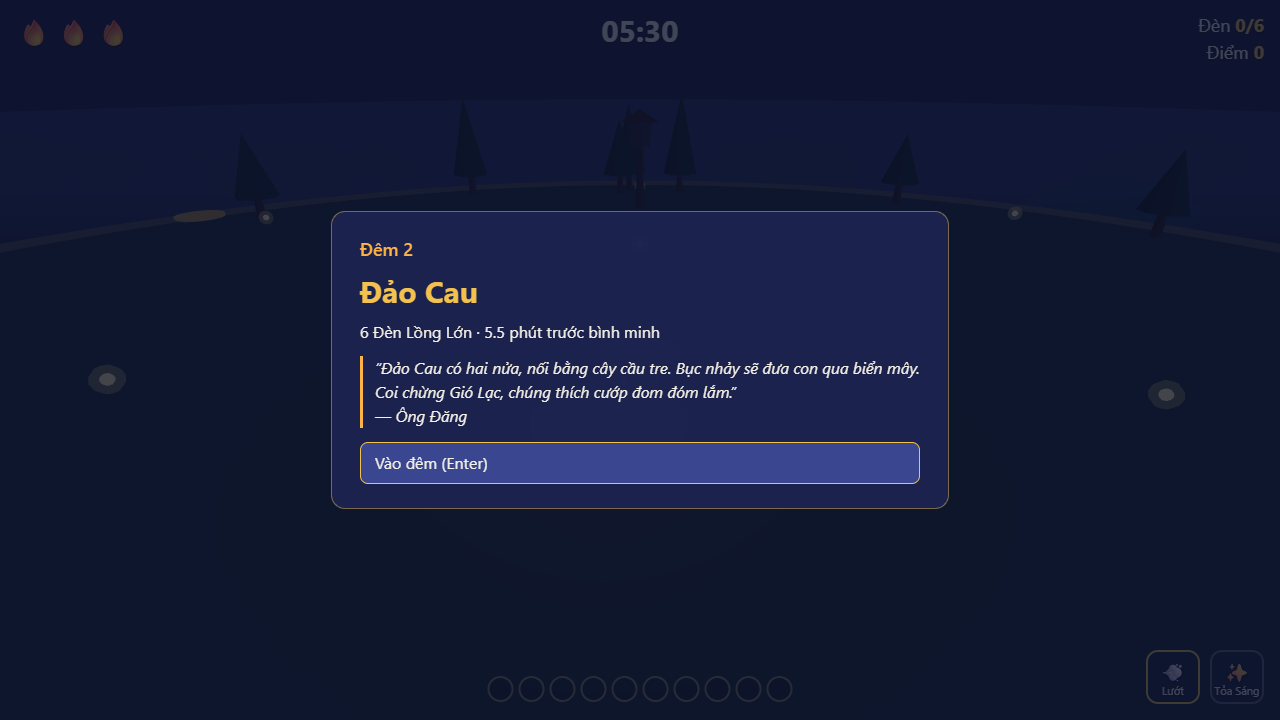 05:30
Đèn 0/6
Điểm 0
Đêm 2
Đảo Cau
6 Đèn Lồng Lớn · 5.5 phút trước bình minh
“Đảo Cau có hai nửa, nối bằng cây cầu tre. Bục nhảy sẽ đưa con qua biển mây.
Coi chừng Gió Lạc, chúng thích cướp đom đóm lắm.”
— Ông Đăng
Vào đêm (Enter)
Lướt
Tỏa Sáng